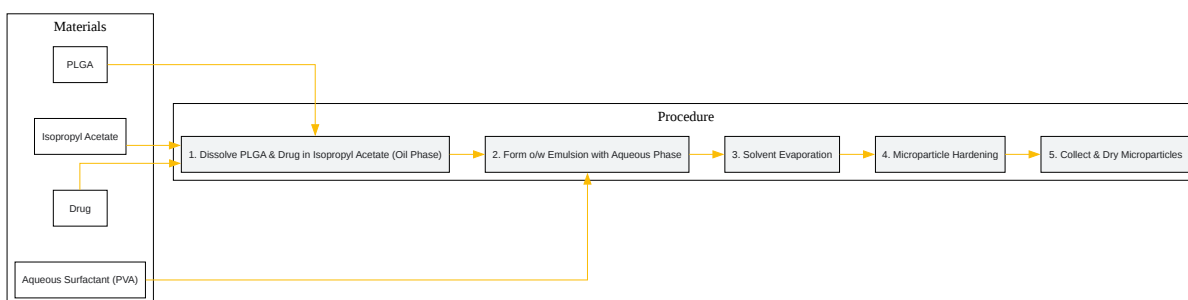 Materials
PLGA
Isopropyl Acetate
Drug
Aqueous Surfactant (PVA)
Procedure
1. Dissolve PLGA & Drug in Isopropyl Acetate (Oil Phase)
2. Form o/w Emulsion with Aqueous Phase
3. Solvent Evaporation
4. Microparticle Hardening
5. Collect & Dry Microparticles